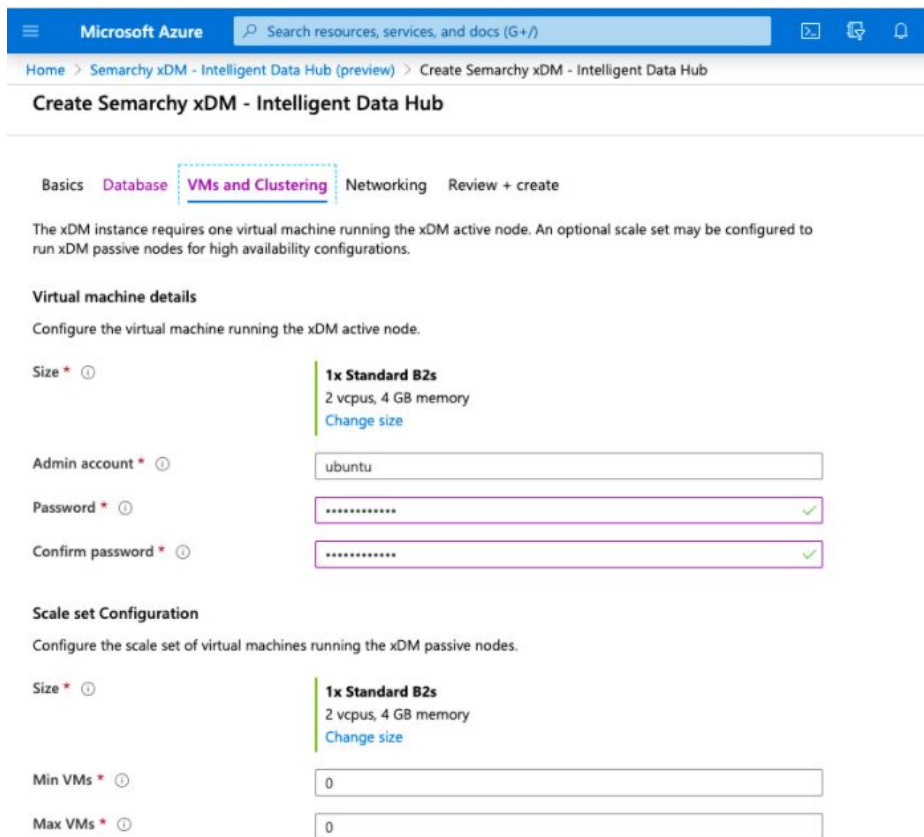 Microsoft Azure
Search resources, services, and docs (G+/)
Home > Semarchy xDM - Intelligent Data Hub (preview) > Create Semarchy xDM - Intelligent Data Hub
Create Semarchy xDM - Intelligent Data Hub
Basics Database VMs and Clustering Networking Review + create
The xDM instance requires one virtual machine running the xDM active node. An optional scale set may be configured to
run xDM passive nodes for high availability configurations.
Virtual machine details
Configure the virtual machine running the xDM active node.
Size *
1x Standard B2s
2 vcpus, 4 GB memory
Change size
Admin account * ubuntu
Password * ••••••••••••
Confirm password * ••••••••••••
Scale set Configuration
Configure the scale set of virtual machines running the xDM passive nodes.
Size *
1x Standard B2s
2 vcpus, 4 GB memory
Change size
Min VMs * 0
Max VMs * 0